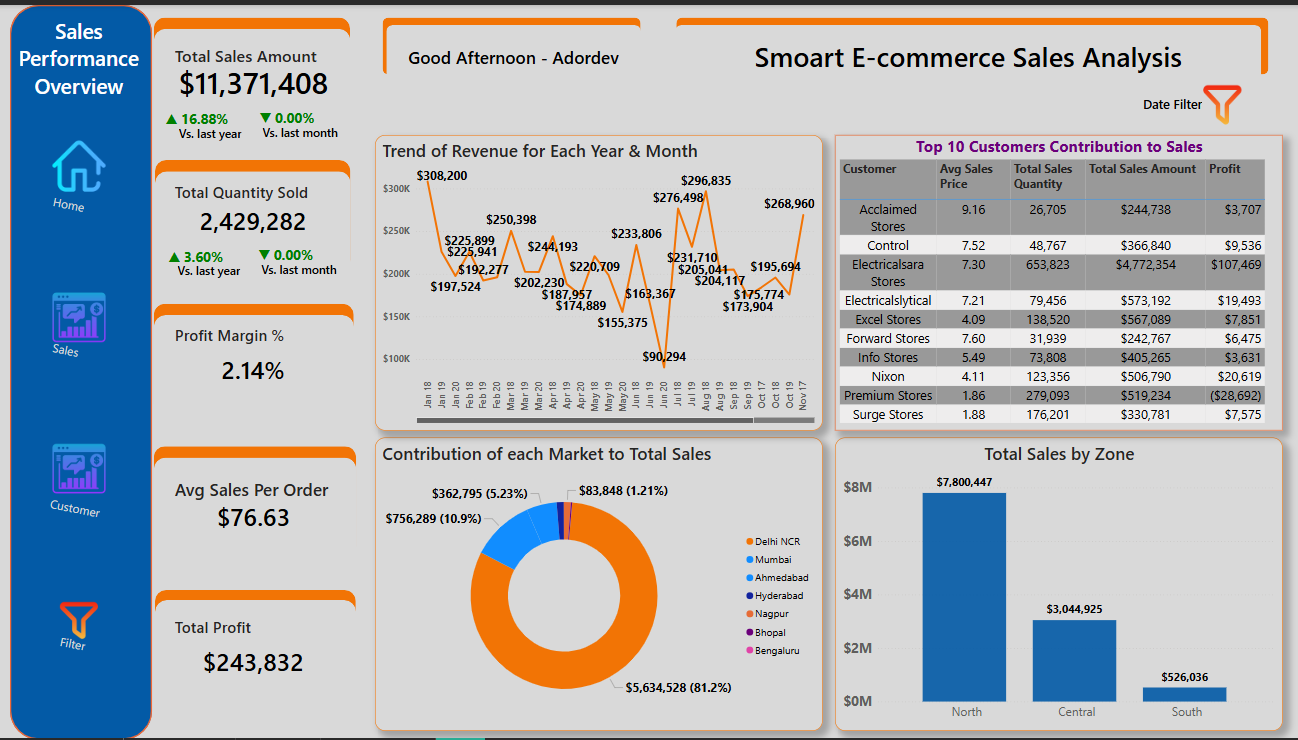 Sales
Performance
Overview
Home
Sales
Customer
Filter
Total Sales Amount
$11,371,408
▲ 16.88%
Vs. last year
▼ 0.00%
Vs. last month
Total Quantity Sold
2,429,282
▲ 3.60%
Vs. last year
▼ 0.00%
Vs. last month
Profit Margin %
2.14%
Avg Sales Per Order
$76.63
Total Profit
$243,832
Good Afternoon - Adordev
Smoart E-commerce Sales Analysis
Date Filter
Trend of Revenue for Each Year & Month
$300K
$250K
$200K
$150K
$100K
$308,200
$225,899
$225,941
$197,524
$192,277
$250,398
$202,230
$244,193
$187,957
$174,889
$220,709
$155,375
$233,806
$163,367
$90,294
$276,498
$231,710
$296,835
$205,041
$204,117
$173,904
$175,774
$195,694
$268,960
Jan 18
Jan 19
Jan 20
Feb 18
Feb 19
Feb 20
Mar 18
Mar 19
Mar 20
Apr 18
Apr 19
Apr 20
May 18
May 19
May 20
Jun 18
Jun 19
Jun 20
Jul 18
Jul 19
Aug 18
Aug 19
Sep 18
Sep 19
Oct 17
Oct 18
Oct 19
Nov 17
Top 10 Customers Contribution to Sales
Customer Avg Sales Price Total Sales Quantity Total Sales Amount Profit
Acclaimed Stores 9.16 26,705 $244,738 $3,707
Control 7.52 48,767 $366,840 $9,536
Electricalsara Stores 7.30 653,823 $4,772,354 $107,469
Electricalslytical 7.21 79,456 $573,192 $19,493
Excel Stores 4.09 138,520 $567,089 $7,851
Forward Stores 7.60 31,939 $242,767 $6,475
Info Stores 5.49 73,808 $405,265 $3,631
Nixon 4.11 123,356 $506,790 $20,619
Premium Stores 1.86 279,093 $519,234 ($28,692)
Surge Stores 1.88 176,201 $330,781 $7,575
Contribution of each Market to Total Sales
$362,795 (5.23%)
$83,848 (1.21%)
$756,289 (10.9%)
$5,634,528 (81.2%)
Delhi NCR
Mumbai
Ahmedabad
Hyderabad
Nagpur
Bhopal
Bengaluru
Total Sales by Zone
$8M
$6M
$4M
$2M
$0M
$7,800,447
$3,044,925
$526,036
North
Central
South